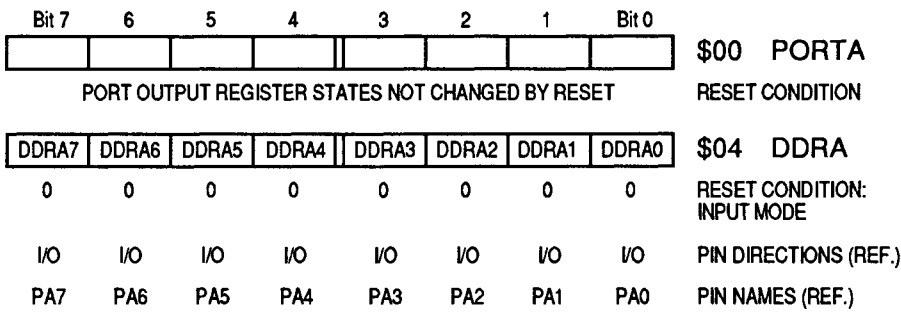 Bit 7 6 5 4 3 2 1 Bit 0
$00 PORTA
PORT OUTPUT REGISTER STATES NOT CHANGED BY RESET RESET CONDITION
DDRA7 DDRA6 DDRA5 DDRA4 DDRA3 DDRA2 DDRA1 DDRA0 $04 DDRA
0 0 0 0 0 0 0 0 RESET CONDITION:
INPUT MODE
I/O I/O I/O I/O I/O I/O I/O I/O PIN DIRECTIONS (REF.)
PA7 PA6 PA5 PA4 PA3 PA2 PA1 PA0 PIN NAMES (REF.)